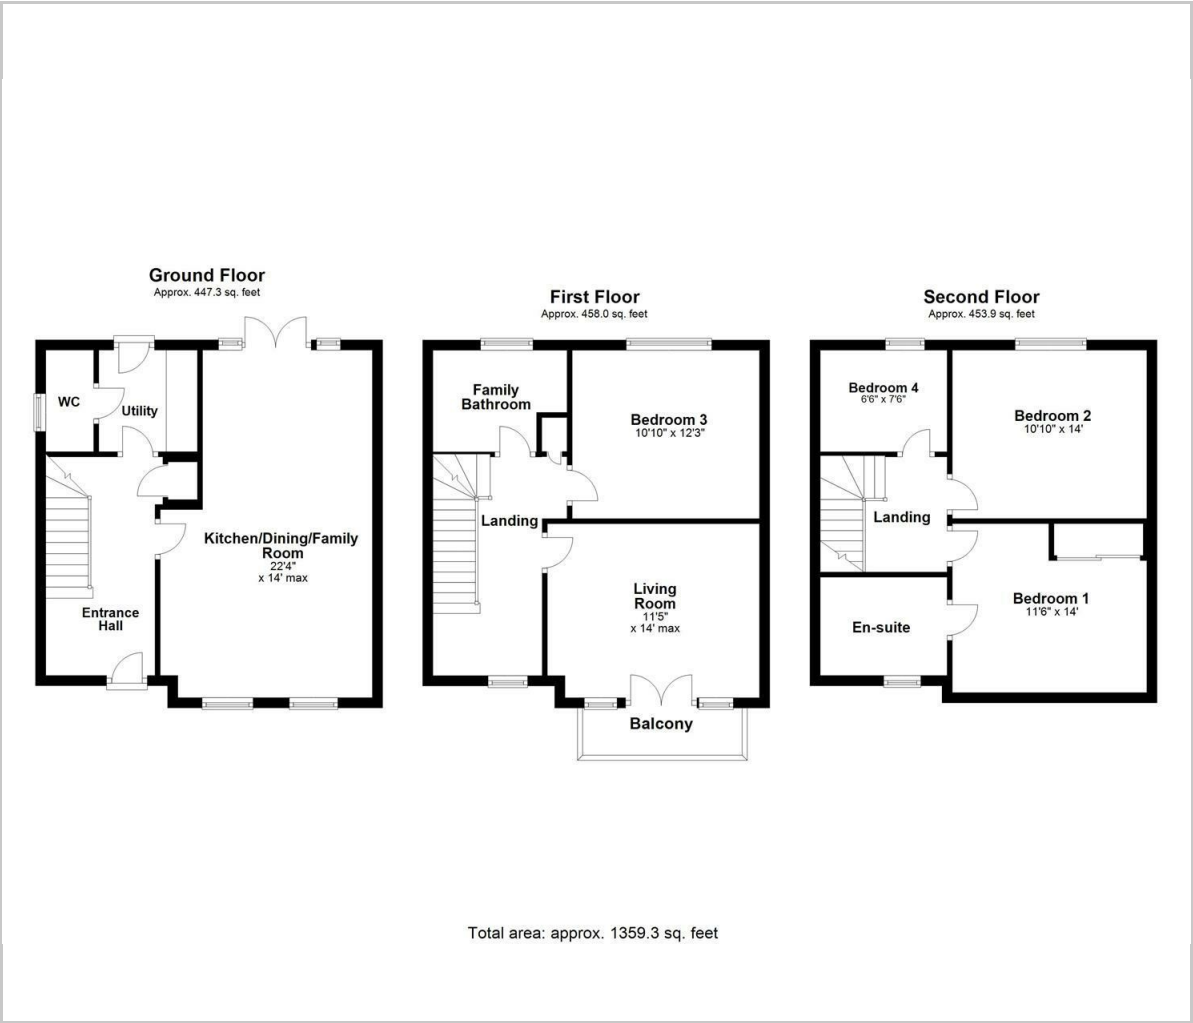 Ground Floor
Approx. 447.3 sq. feet
WC
Utility
Kitchen/Dining/Family
Room
22'4"
x 14' max
Entrance
Hall
First Floor
Approx. 458.0 sq. feet
Family
Bathroom
Bedroom 3
10'10" x 12'3"
Landing
Living
Room
11'5"
x 14' max
Balcony
Second Floor
Approx. 453.9 sq. feet
Bedroom 4
6'6" x 7'6"
Bedroom 2
10'10" x 14'
Landing
Bedroom 1
11'6" x 14'
En-suite
Total area: approx. 1359.3 sq. feet